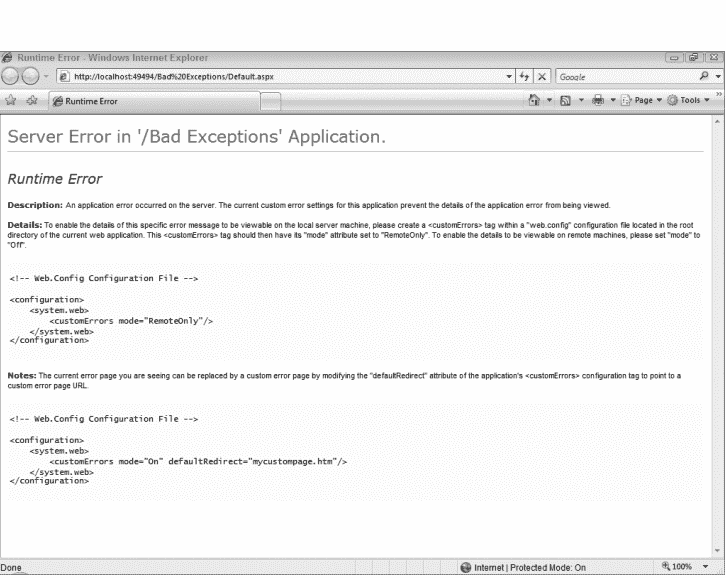 Runtime Error - Windows Internet Explorer
http://localhost:49494/Bad%20Exceptions/Default.aspx
Google
Runtime Error
Page
Tools
Server Error in '/Bad Exceptions' Application.
Runtime Error
Description: An application error occurred on the server. The current custom error settings for this application prevent the details of the application error from being viewed.
Details: To enable the details of this specific error message to be viewable on the local server machine, please create a <customErrors> tag within a "web.config" configuration file located in the root
directory of the current web application. This <customErrors> tag should then have its "mode" attribute set to "RemoteOnly". To enable the details to be viewable on remote machines, please set "mode" to
"Off".
<!-- Web.Config Configuration File -->
<configuration>
<system.web>
<customErrors mode="RemoteOnly"/>
</system.web>
</configuration>
Notes: The current error page you are seeing can be replaced by a custom error page by modifying the "defaultRedirect" attribute of the application's <customErrors> configuration tag to point to a
custom error page URL.
<!-- Web.Config Configuration File -->
<configuration>
<system.web>
<customErrors mode="On" defaultRedirect="mycustompage.htm"/>
</system.web>
</configuration>
Done
Internet | Protected Mode: On
100%